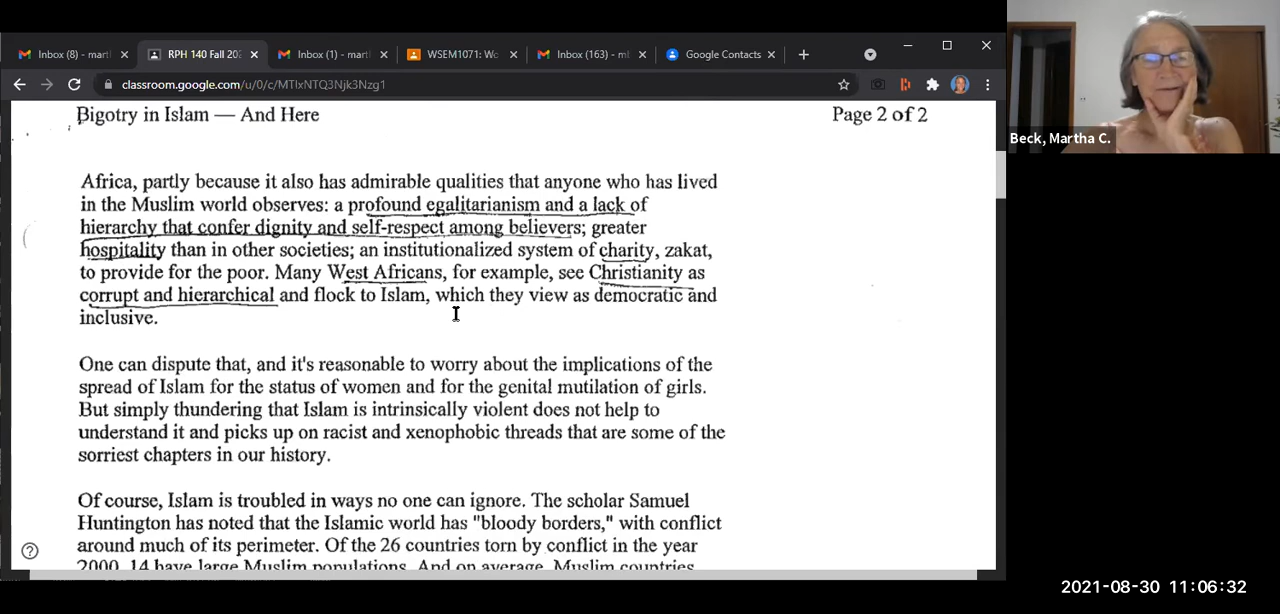 Inbox (8) - mart
RPH 140 Fall 202
Inbox (1) - mart
WSEM1071: Wo
Inbox (163) - ml
Google Contacts
classroom.google.com/u/0/c/MTIxNTQ3Njk3Nzg1
Beck, Martha C.
Bigotry in Islam — And Here
Page 2 of 2
Africa, partly because it also has admirable qualities that anyone who has lived
in the Muslim world observes: a profound egalitarianism and a lack of
hierarchy that confer dignity and self-respect among believers; greater
hospitality than in other societies; an institutionalized system of charity, zakat,
to provide for the poor. Many West Africans, for example, see Christianity as
corrupt and hierarchical and flock to Islam, which they view as democratic and
inclusive.
One can dispute that, and it's reasonable to worry about the implications of the
spread of Islam for the status of women and for the genital mutilation of girls.
But simply thundering that Islam is intrinsically violent does not help to
understand it and picks up on racist and xenophobic threads that are some of the
sorriest chapters in our history.
Of course, Islam is troubled in ways no one can ignore. The scholar Samuel
Huntington has noted that the Islamic world has "bloody borders," with conflict
around much of its perimeter. Of the 26 countries torn by conflict in the year
2000, 14 have large Muslim populations. And on average, Muslim countries
2021-08-30 11:06:32